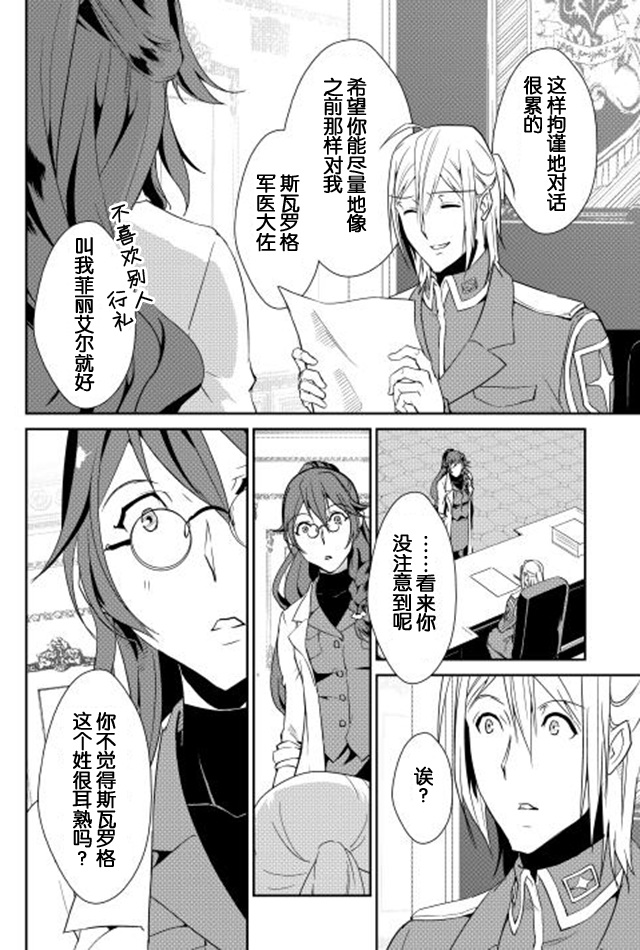 这样拘谨地对话
很累的
希望你能尽量地像
之前那样对我
斯瓦罗格
军医大佐
不喜欢别人
行礼
叫我菲丽艾尔就好
……看来你
没注意到呢
诶？
你不觉得斯瓦罗格
这个姓很耳熟吗？